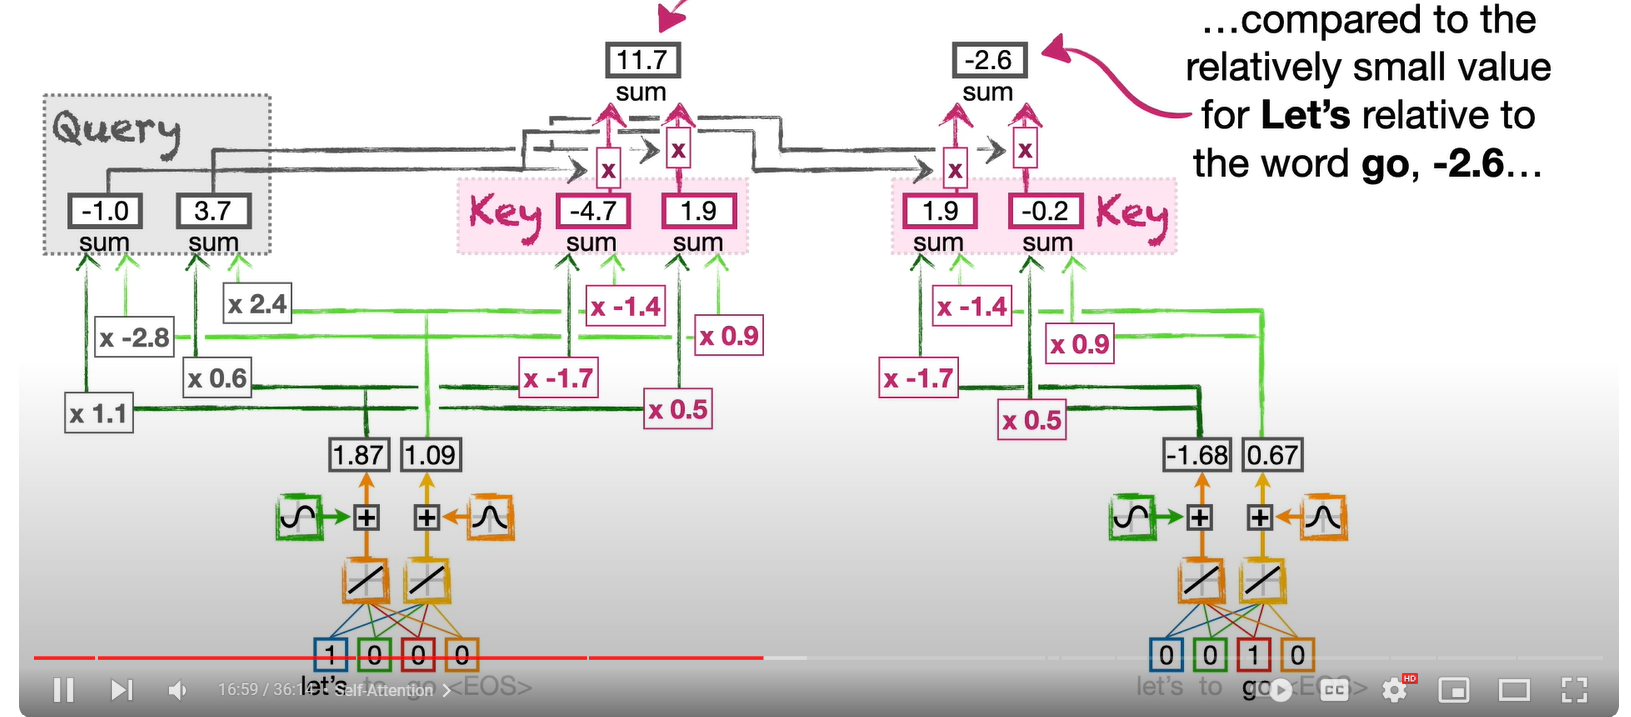 …compared to the
relatively small value
for Let's relative to
the word go, -2.6…
11.7
sum
-2.6
sum
Query
x
x
x
x
-1.0
3.7
sum
sum
Key
-4.7
1.9
sum
sum
1.9
-0.2
Key
sum
sum
x 2.4
x -2.8
x 0.6
x 1.1
x -1.4
x 0.9
x -1.7
x 0.5
x -1.4
x 0.9
x -1.7
x 0.5
1.87
1.09
-1.68
0.67
+
+
+
+
1 0 0 0
let's to go <EOS>
0 0 1 0
let's to go <EOS>
16:59 / 36:14 • Self-Attention >
CC
HD